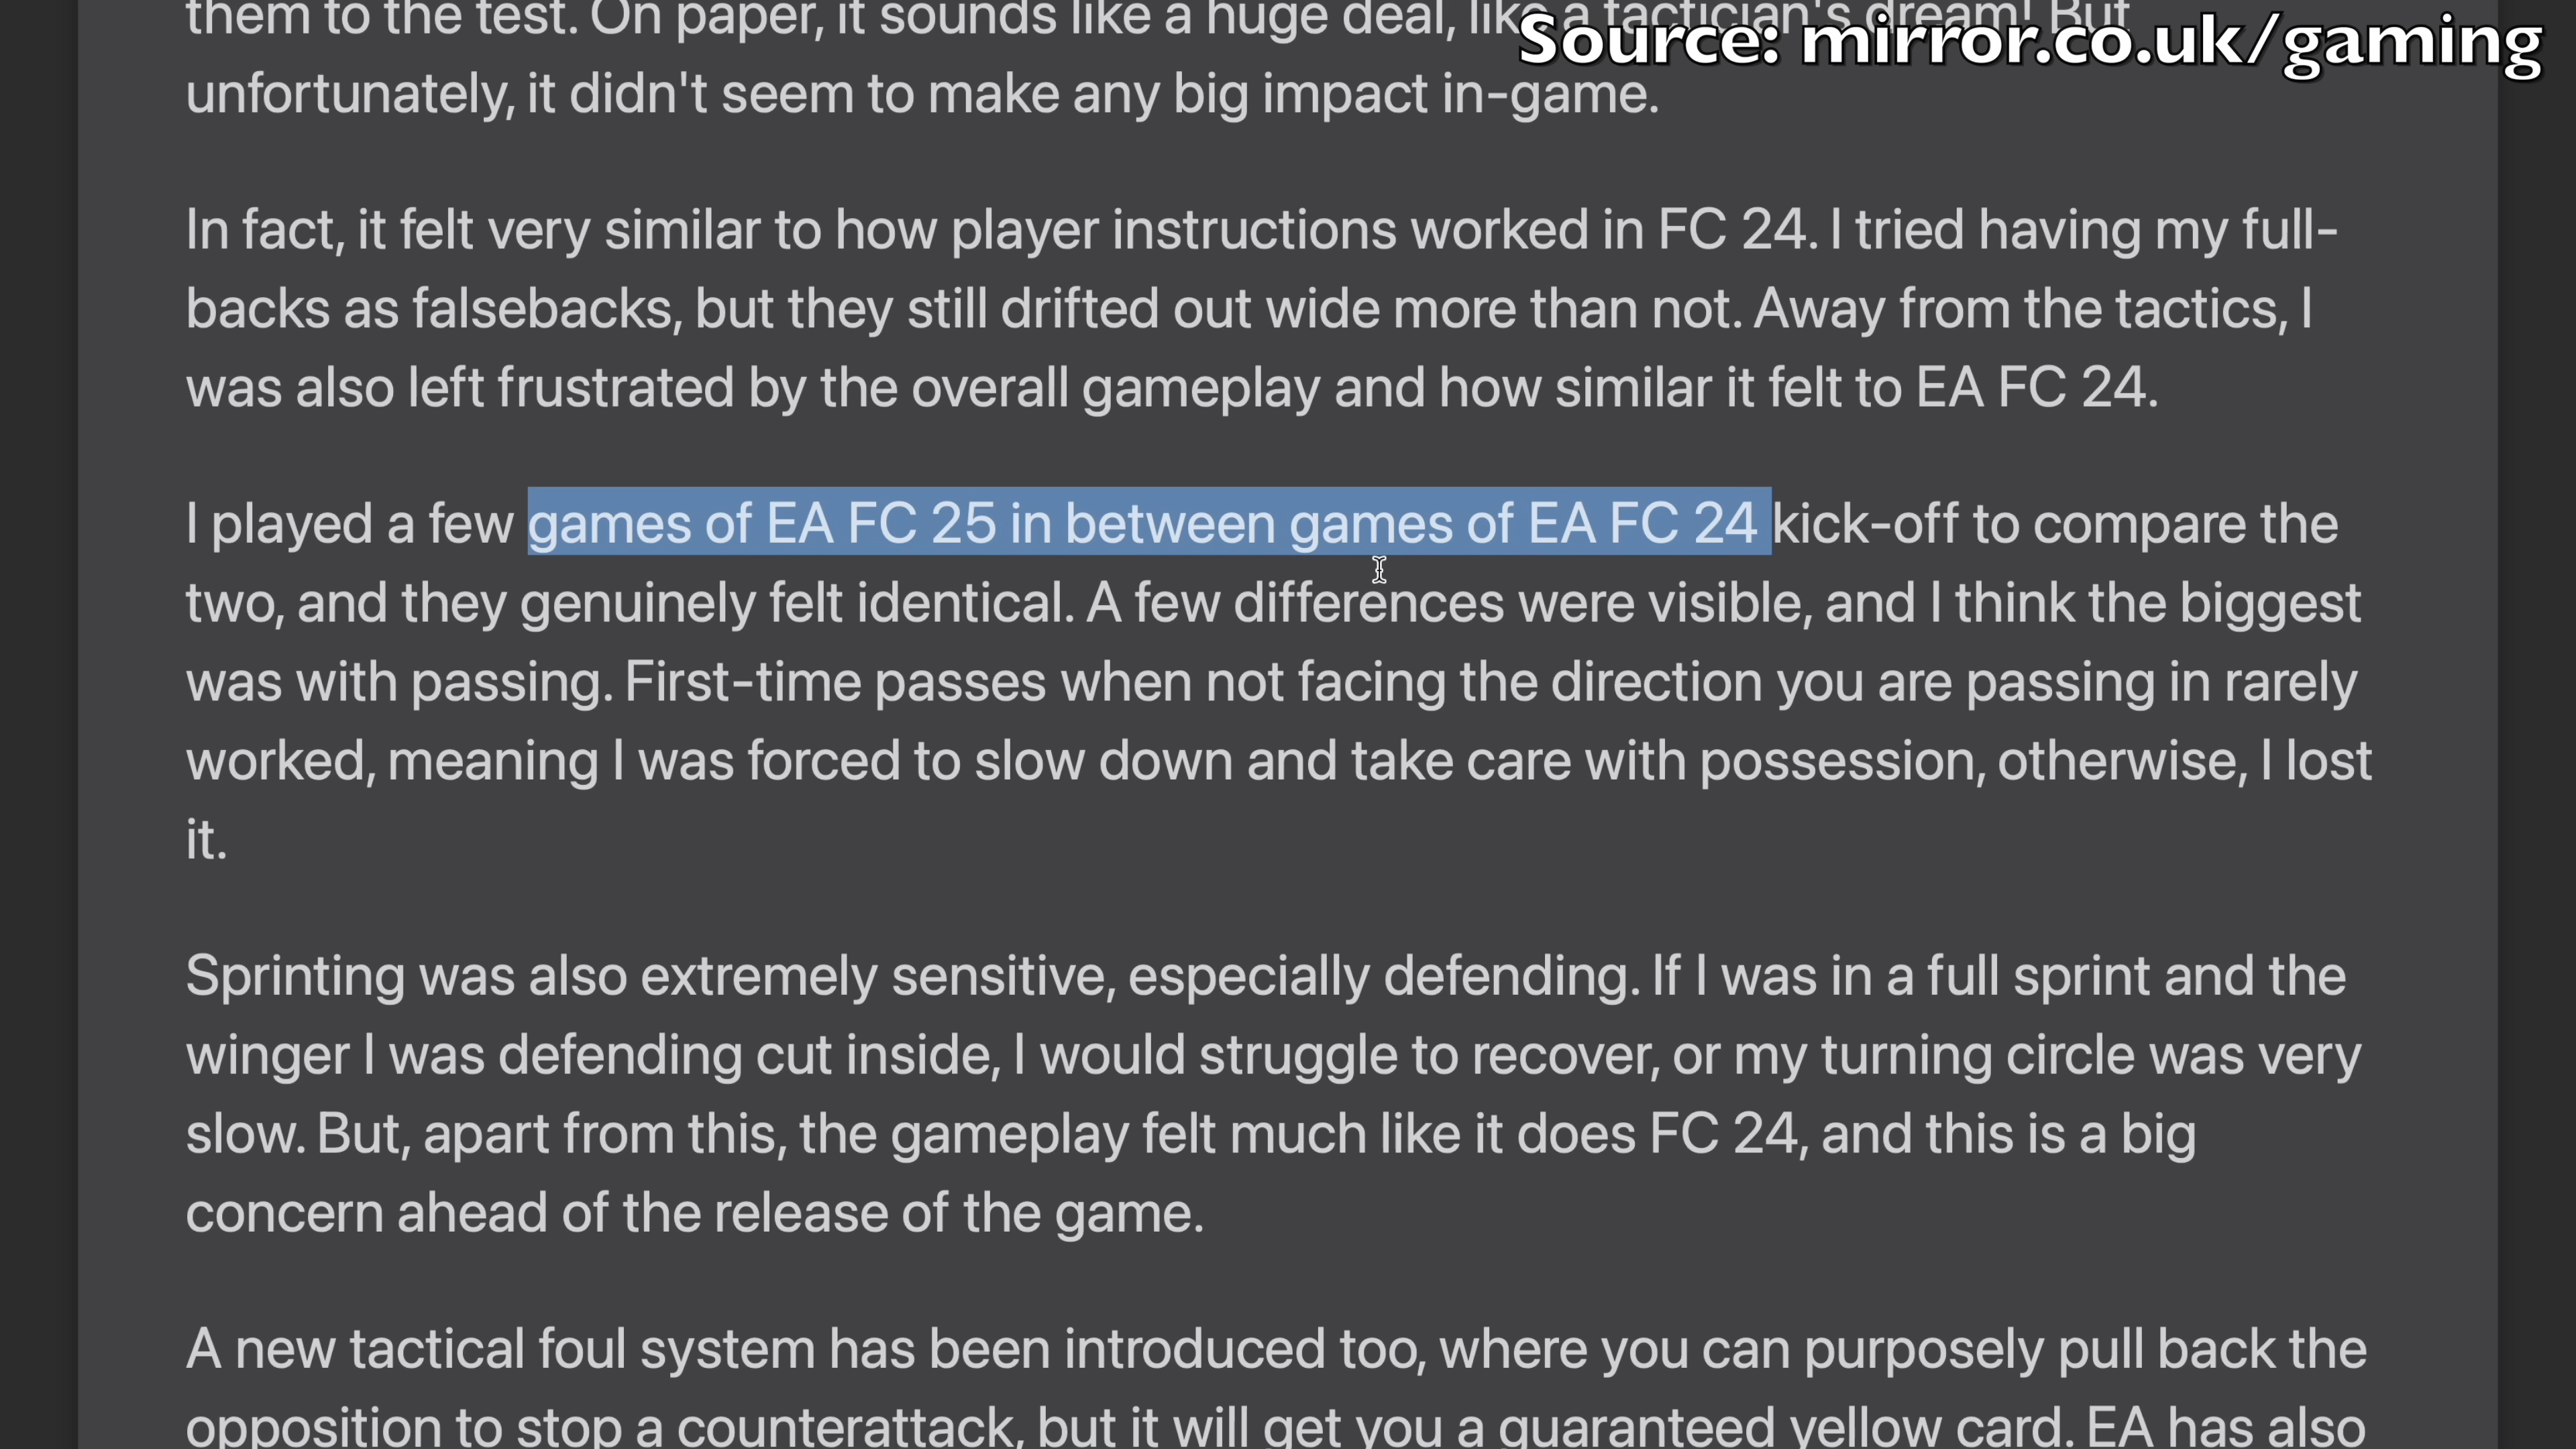 them to the test. On paper, it sounds like a huge deal, like a tactician's dream! But
Source: mirror.co.uk/gaming
unfortunately, it didn't seem to make any big impact in-game.
In fact, it felt very similar to how player instructions worked in FC 24. I tried having my full-
backs as falsebacks, but they still drifted out wide more than not. Away from the tactics, I
was also left frustrated by the overall gameplay and how similar it felt to EA FC 24.
I played a few games of EA FC 25 in between games of EA FC 24 kick-off to compare the
two, and they genuinely felt identical. A few differences were visible, and I think the biggest
was with passing. First-time passes when not facing the direction you are passing in rarely
worked, meaning I was forced to slow down and take care with possession, otherwise, I lost
it.
Sprinting was also extremely sensitive, especially defending. If I was in a full sprint and the
winger I was defending cut inside, I would struggle to recover, or my turning circle was very
slow. But, apart from this, the gameplay felt much like it does FC 24, and this is a big
concern ahead of the release of the game.
A new tactical foul system has been introduced too, where you can purposely pull back the
opposition to stop a counterattack, but it will get you a guaranteed yellow card. EA has also